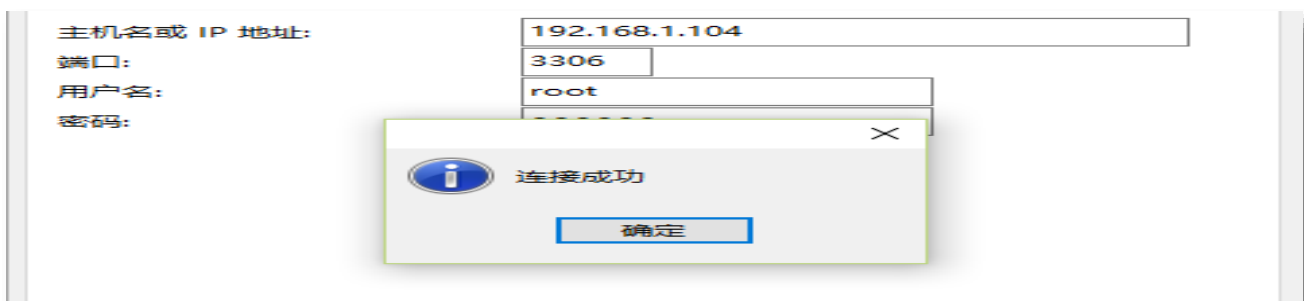 主机名或 IP 地址: 192.168.1.104
端口: 3306
用户名: root
密码:
连接成功
确定